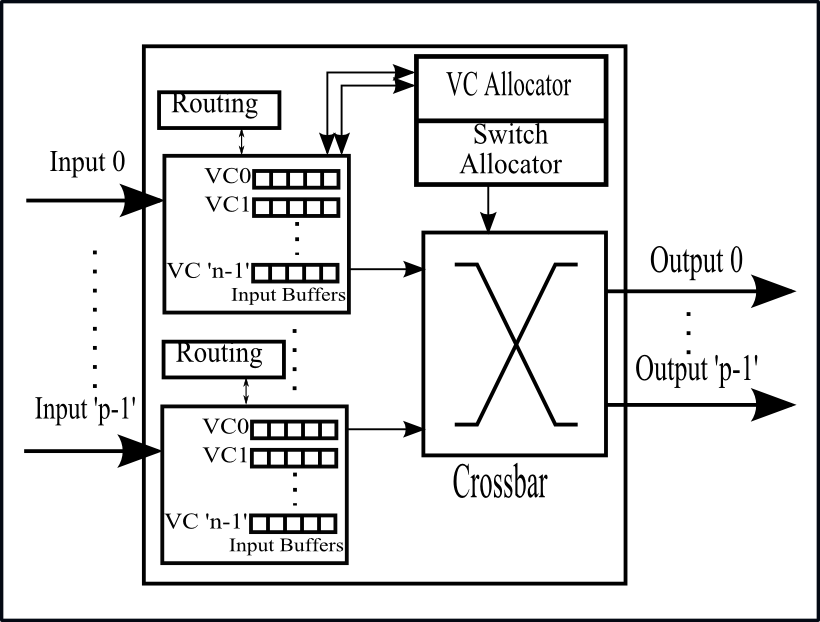 VC Allocator
Routing
Switch
Allocator
Input 0
VC0
VC1
VC 'n-1'
Input Buffers
Output 0
Routing
Output 'p-1'
Input 'p-1'
VC0
VC1
Crossbar
VC 'n-1'
Input Buffers